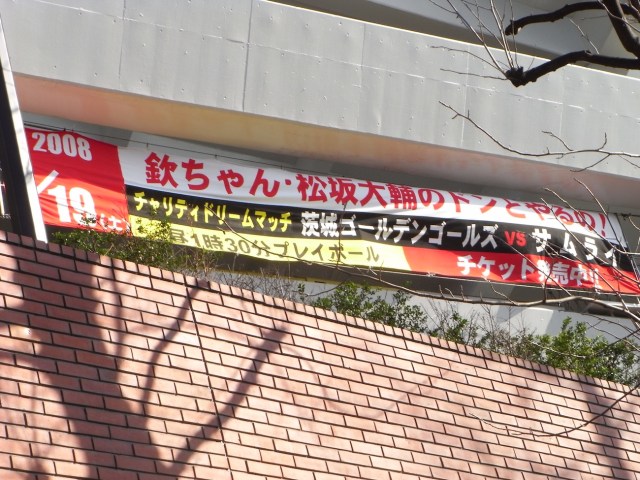 2008
/19
欽ちゃん・松坂大輔のドンとやるゾ!
チャリティドリームマッチ 茨城ゴールデンゴールズ vs サムライ
昼1時30分プレイボール
チケット発売中!!